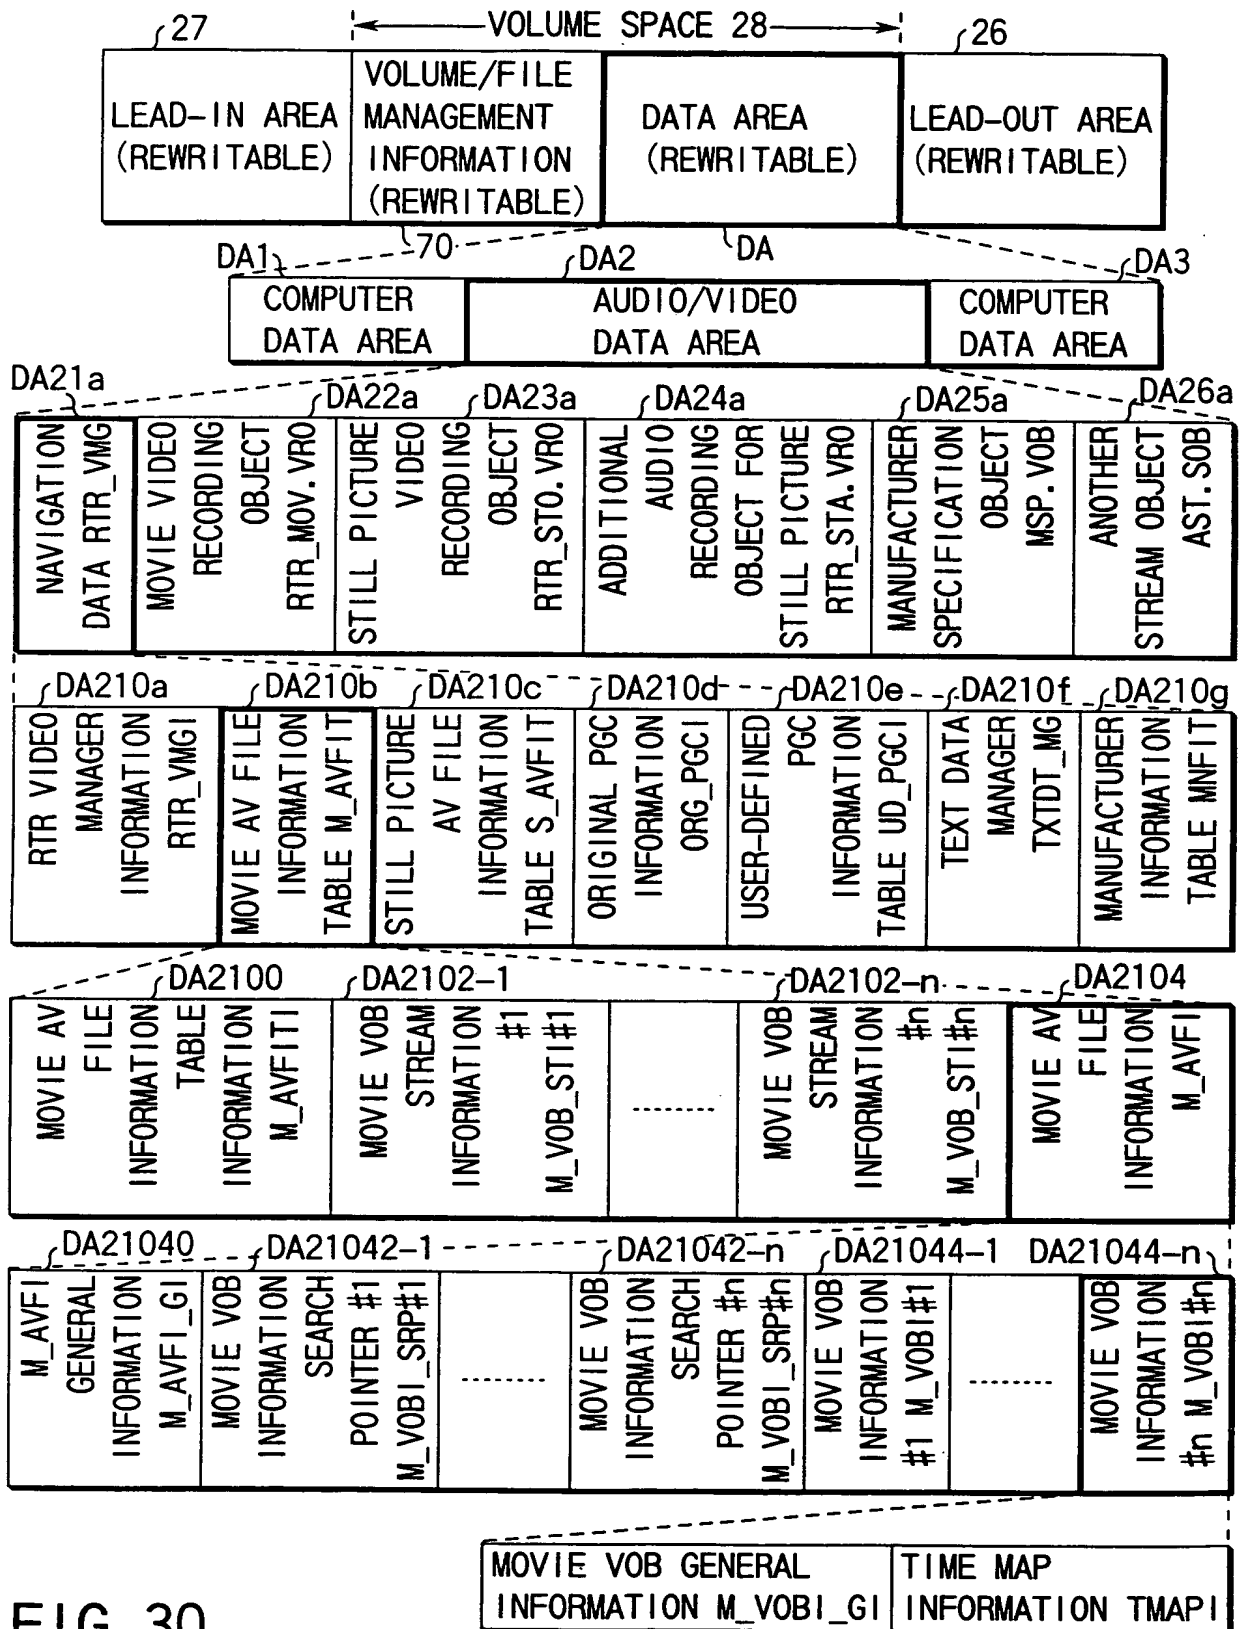 27
VOLUME SPACE 28
26
LEAD-IN AREA
(REWRITABLE)
VOLUME/FILE
MANAGEMENT
INFORMATION
(REWRITABLE)
DATA AREA
(REWRITABLE)
LEAD-OUT AREA
(REWRITABLE)
70
DA
DA1
DA2
DA3
COMPUTER
DATA AREA
AUDIO/VIDEO
DATA AREA
COMPUTER
DATA AREA
DA21a
DA22a
DA23a
DA24a
DA25a
DA26a
NAVIGATION
DATA RTR_VMG
MOVIE VIDEO
RECORDING
OBJECT
RTR_MOV.VRO
STILL PICTURE
VIDEO
RECORDING
OBJECT
RTR_STO.VRO
ADDITIONAL
AUDIO
RECORDING
OBJECT FOR
STILL PICTURE
RTR_STA.VRO
MANUFACTURER
SPECIFICATION
OBJECT
MSP.VOB
ANOTHER
STREAM OBJECT
AST.SOB
DA210a
DA210b
DA210c
DA210d
DA210e
DA210f
DA210g
RTR VIDEO
MANAGER
INFORMATION
RTR_VMGI
MOVIE AV FILE
INFORMATION
TABLE M_AVFIT
STILL PICTURE
AV FILE
INFORMATION
TABLE S_AVFIT
ORIGINAL PGC
INFORMATION
ORG_PGCI
USER-DEFINED
PGC
INFORMATION
TABLE UD_PGCI
TEXT DATA
MANAGER
TXTDT_MG
MANUFACTURER
INFORMATION
TABLE MNFIT
DA2100
DA2102-1
DA2102-n
DA2104
MOVIE AV
FILE
INFORMATION
TABLE
INFORMATION
M_AVFITI
MOVIE VOB
STREAM
INFORMATION
#1
M_VOB_STI#1
MOVIE VOB
STREAM
INFORMATION
#n
M_VOB_STI#n
MOVIE AV
FILE
INFORMATION
M_AVFI
DA21040
DA21042-1
DA21042-n
DA21044-1
DA21044-n
M_AVFI
GENERAL
INFORMATION
M_AVFI_GI
MOVIE VOB
INFORMATION
SEARCH
POINTER #1
M_VOBI_SRP#1
MOVIE VOB
INFORMATION
SEARCH
POINTER #n
M_VOBI_SRP#n
MOVIE VOB
INFORMATION
#1 M_VOBI#1
MOVIE VOB
INFORMATION
#n M_VOBI#n
MOVIE VOB GENERAL
INFORMATION M_VOBI_GI
TIME MAP
INFORMATION TMAPI
FIG. 30